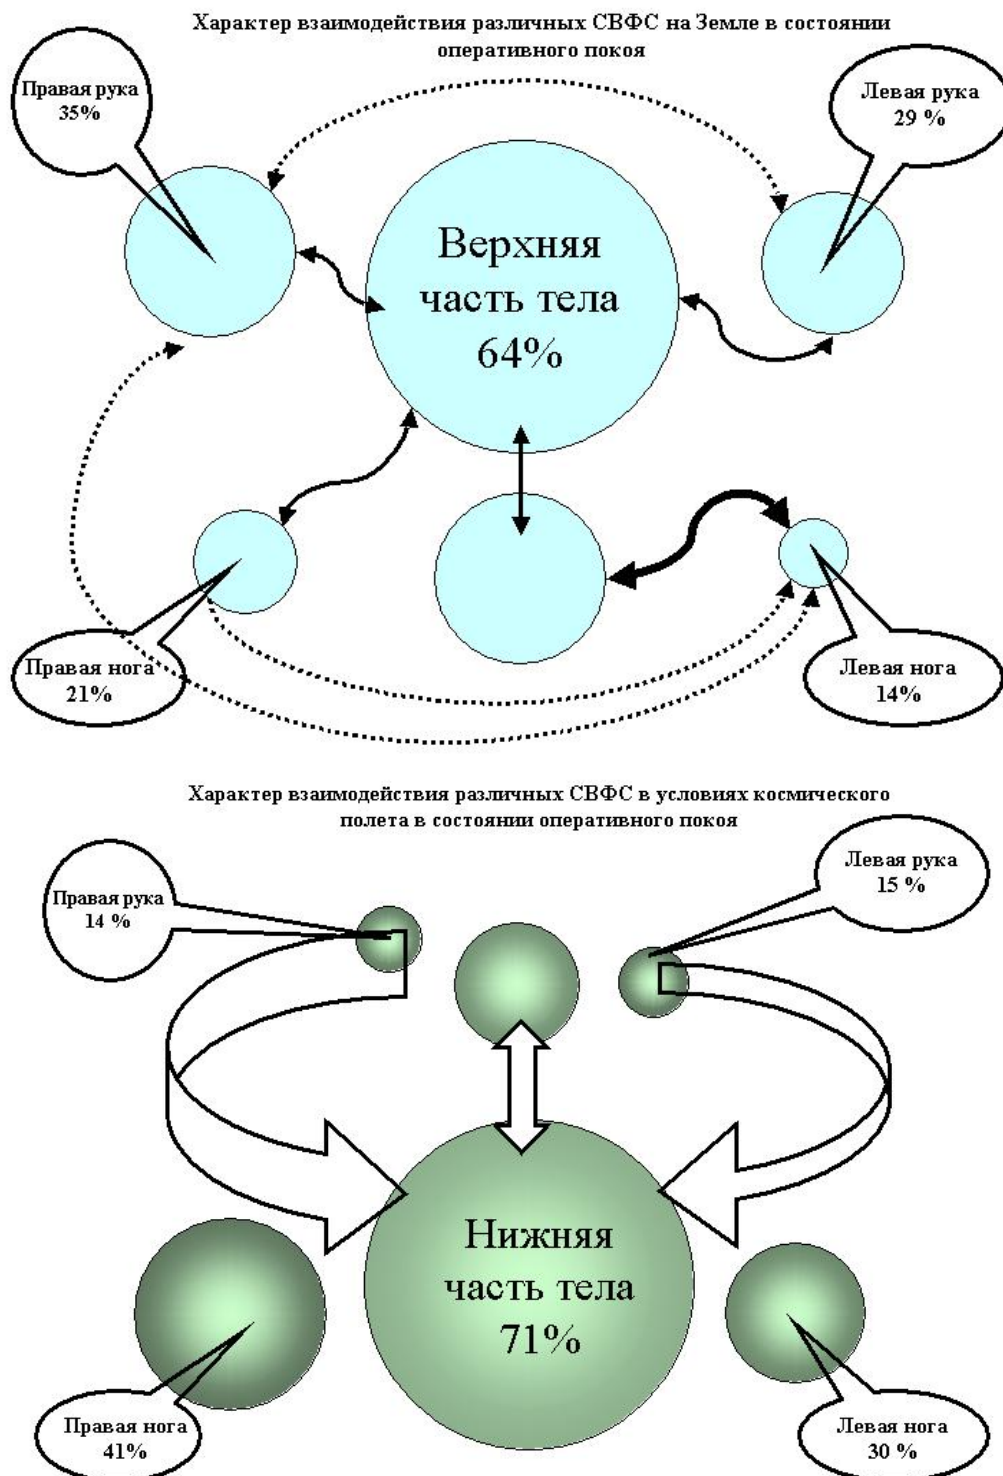 Характер взаимодействия различных СВФС на Земле в состоянии
оперативного покоя
Правая рука
35%
Левая рука
29 %
Верхняя
часть тела
64%
Правая нога
21%
Левая нога
14%
Характер взаимодействия различных СВФС в условиях космического
полета в состоянии оперативного покоя
Правая рука
14 %
Левая рука
15 %
Нижняя
часть тела
71%
Правая нога
41%
Левая нога
30 %